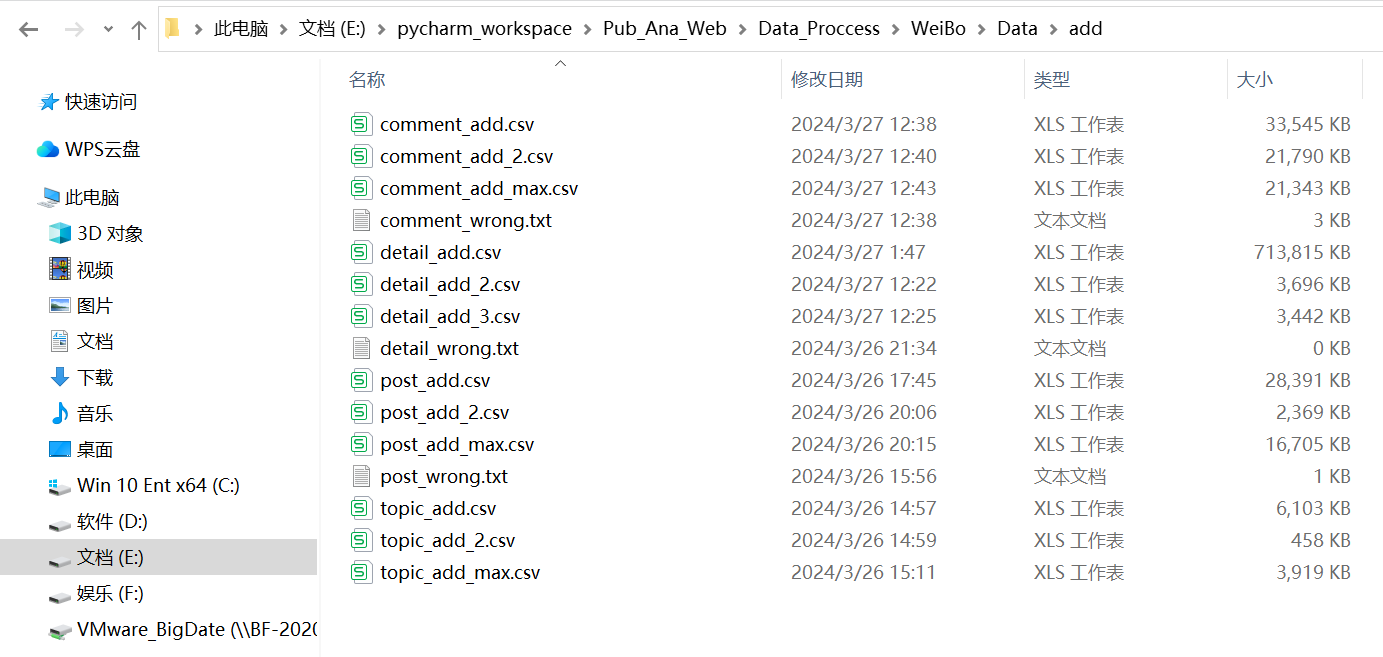 此电脑 > 文档 (E:) > pycharm_workspace > Pub_Ana_Web > Data_Proccess > WeiBo > Data > add
名称 修改日期 类型 大小
快速访问
WPS云盘
此电脑
3D 对象
视频
图片
文档
下载
音乐
桌面
Win 10 Ent x64 (C:)
软件 (D:)
文档 (E:)
娱乐 (F:)
VMware_BigDate (\\BF-2020
comment_add.csv 2024/3/27 12:38 XLS 工作表 33,545 KB
comment_add_2.csv 2024/3/27 12:40 XLS 工作表 21,790 KB
comment_add_max.csv 2024/3/27 12:43 XLS 工作表 21,343 KB
comment_wrong.txt 2024/3/27 12:38 文本文档 3 KB
detail_add.csv 2024/3/27 1:47 XLS 工作表 713,815 KB
detail_add_2.csv 2024/3/27 12:22 XLS 工作表 3,696 KB
detail_add_3.csv 2024/3/27 12:25 XLS 工作表 3,442 KB
detail_wrong.txt 2024/3/26 21:34 文本文档 0 KB
post_add.csv 2024/3/26 17:45 XLS 工作表 28,391 KB
post_add_2.csv 2024/3/26 20:06 XLS 工作表 2,369 KB
post_add_max.csv 2024/3/26 20:15 XLS 工作表 16,705 KB
post_wrong.txt 2024/3/26 15:56 文本文档 1 KB
topic_add.csv 2024/3/26 14:57 XLS 工作表 6,103 KB
topic_add_2.csv 2024/3/26 14:59 XLS 工作表 458 KB
topic_add_max.csv 2024/3/26 15:11 XLS 工作表 3,919 KB